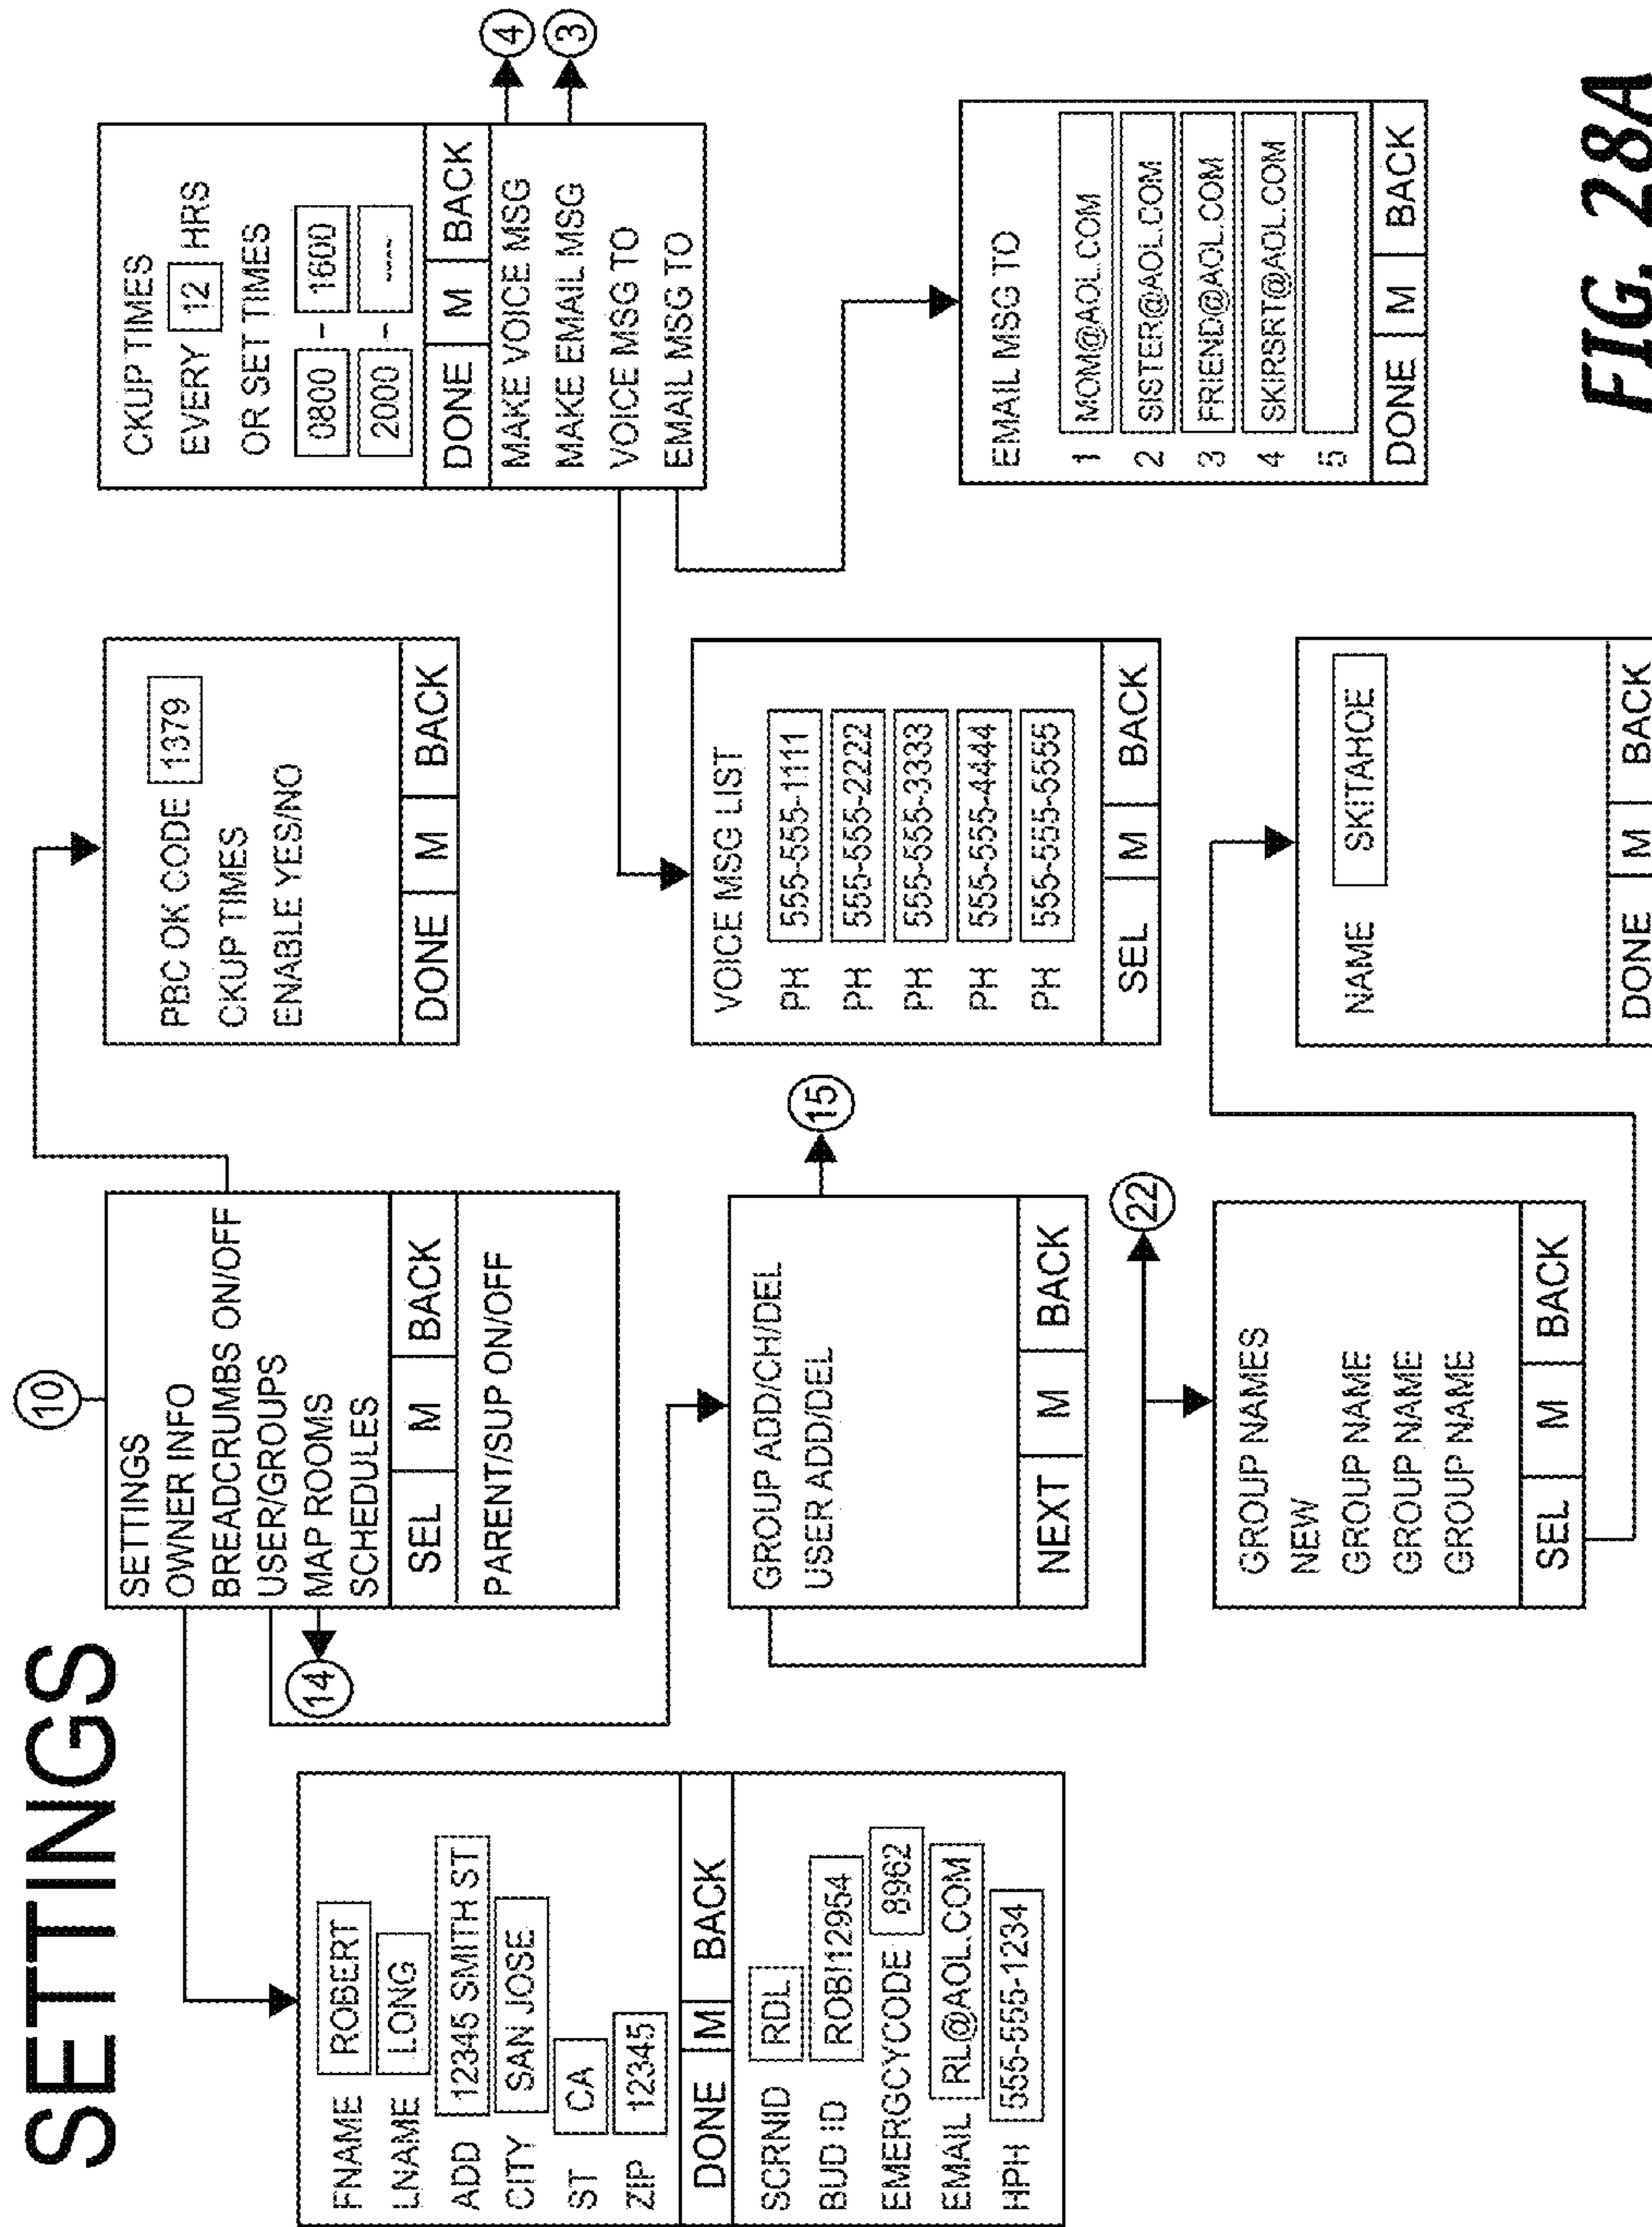 SETTINGS
10
SETTINGS
OWNER INFO
BREADCRUMBS ON/OFF
USER/GROUPS
MAP ROOMS
SCHEDULES
SEL M BACK
PARENT/SUP ON/OFF
14
FNAME ROBERT
LNAME LONG
ADD 12345 SMITH ST
CITY SAN JOSE
ST CA
ZIP 12345
DONE M BACK
SCRNID RDL
BUD ID ROBI12954
EMERGCYCODE 8962
EMAIL RL@AOL.COM
HPH 555-555-1234
PBC OK CODE 1379
CKUP TIMES
ENABLE YES/NO
DONE M BACK
CKUP TIMES
EVERY 12 HRS
OR SET TIMES
0800 – 1600
2000 – ----
DONE M BACK
MAKE VOICE MSG
MAKE EMAIL MSG
VOICE MSG TO
EMAIL MSG TO
4
3
GROUP ADD/CH/DEL
USER ADD/DEL
NEXT M BACK
15
22
VOICE MSG LIST
PH 555-555-1111
PH 555-555-2222
PH 555-555-3333
PH 555-555-4444
PH 555-555-5555
SEL M BACK
EMAIL MSG TO
1 MOM@AOL.COM
2 SISTER@AOL.COM
3 FRIEND@AOL.COM
4 SKIRSRT@AOL.COM
5
DONE M BACK
GROUP NAMES
NEW
GROUP NAME
GROUP NAME
GROUP NAME
SEL M BACK
NAME SKITAHOE
DONE M BACK
FIG. 28A